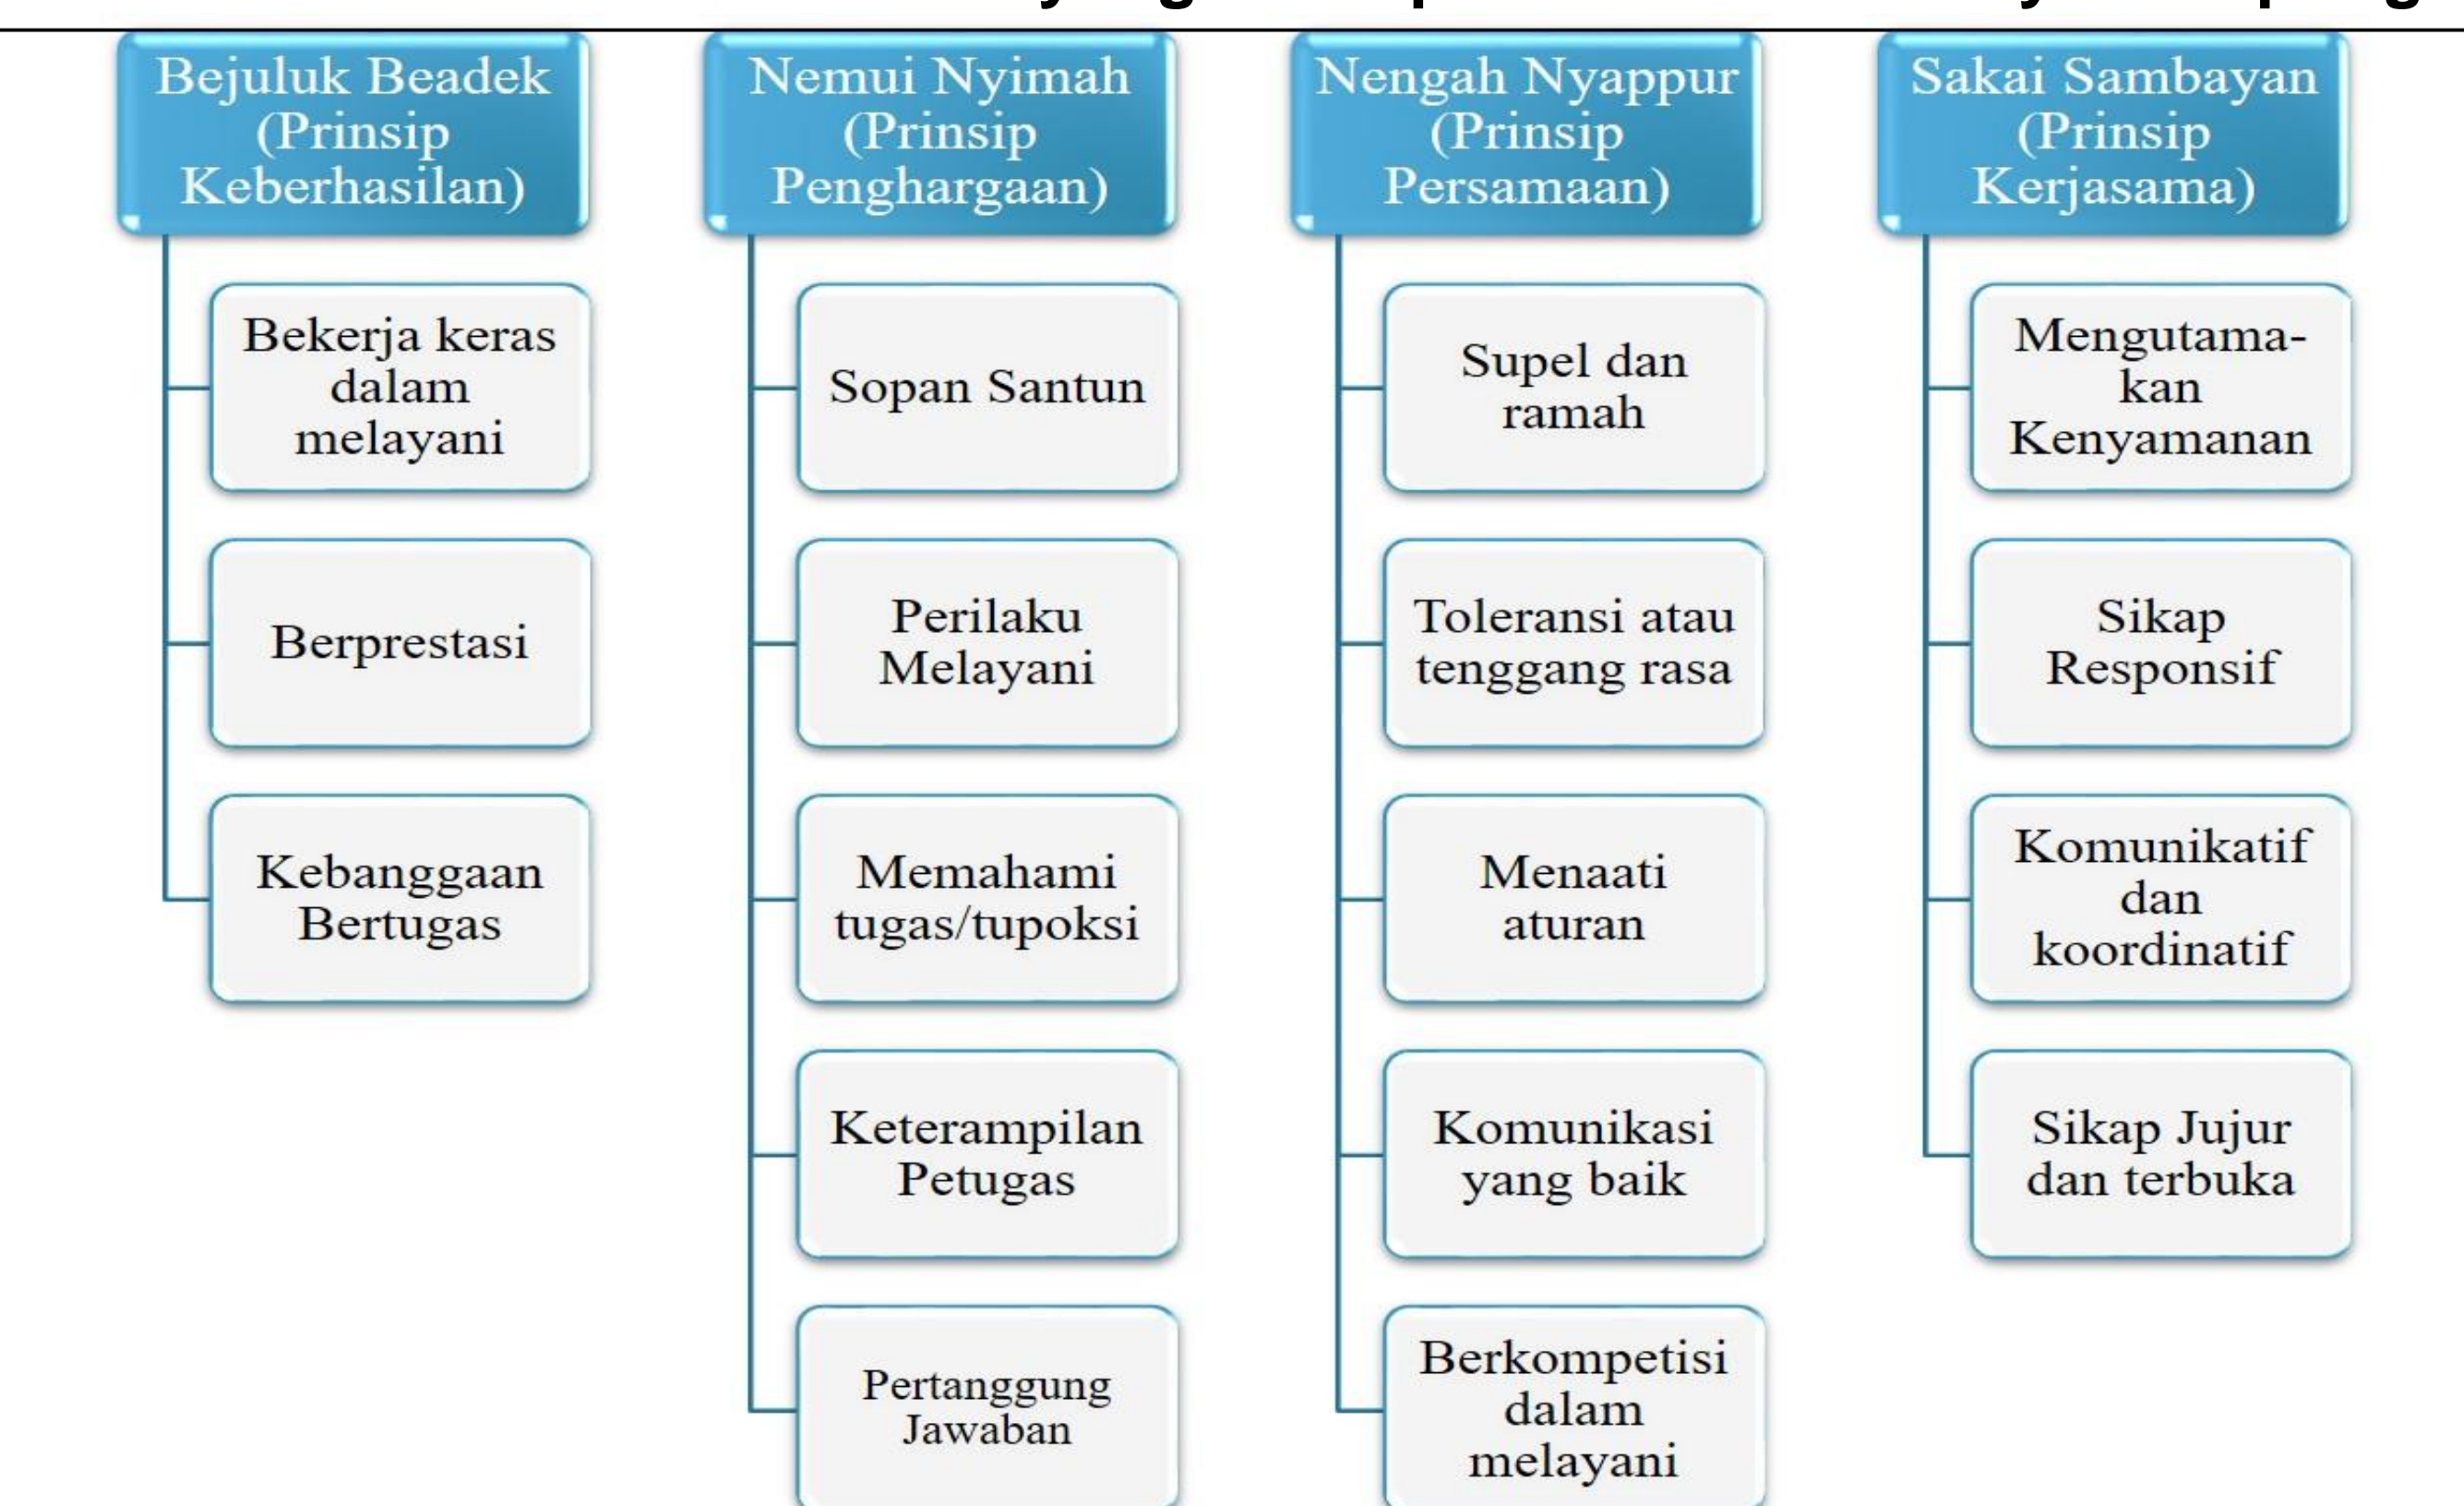 Bejuluk Beadek
(Prinsip
Keberhasilan)
Bekerja keras
dalam
melayani
Berprestasi
Kebanggaan
Bertugas
Nemui Nyimah
(Prinsip
Penghargaan)
Sopan Santun
Perilaku
Melayani
Memahami
tugas/tupoksi
Keterampilan
Petugas
Pertanggung
Jawaban
Nengah Nyappur
(Prinsip
Persamaan)
Supel dan
ramah
Toleransi atau
tenggang rasa
Menaati
aturan
Komunikasi
yang baik
Berkompetisi
dalam
melayani
Sakai Sambayan
(Prinsip
Kerjasama)
Mengutama-
kan
Kenyamanan
Sikap
Responsif
Komunikatif
dan
koordinatif
Sikap Jujur
dan terbuka